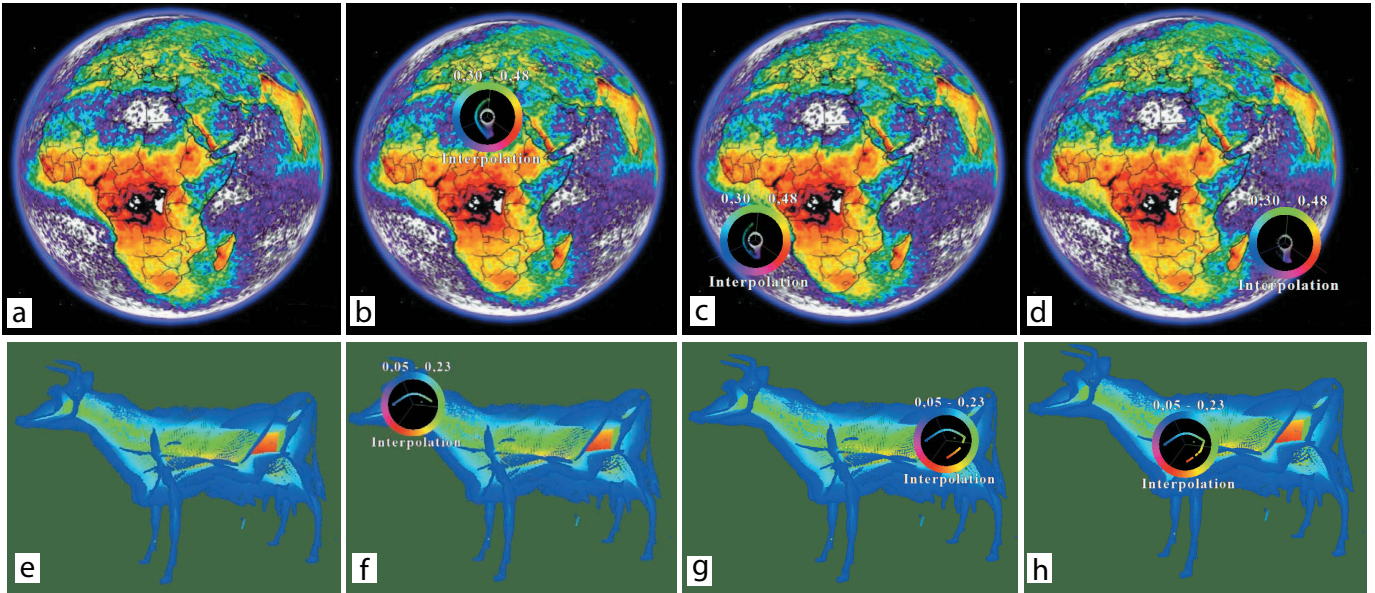 a
b
0,30 - 0,48
Interpolation
c
0,30 - 0,48
Interpolation
d
0,30 - 0,48
Interpolation
e
f
0,05 - 0,23
Interpolation
g
0,05 - 0,23
Interpolation
h
0,05 - 0,23
Interpolation